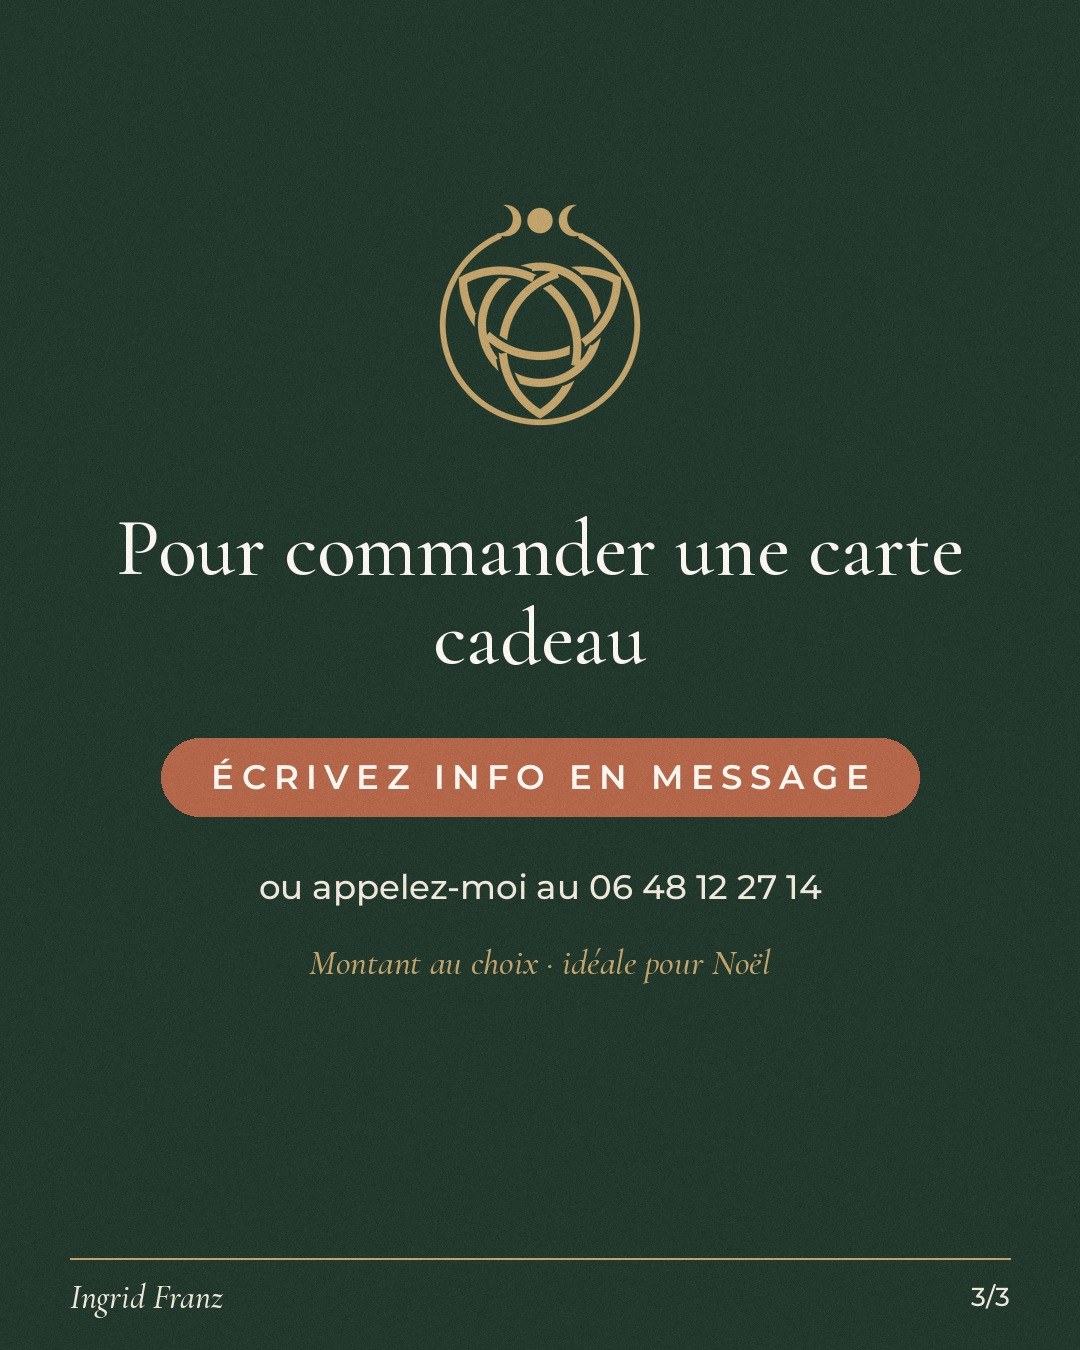 Pour commander une carte
cadeau
ÉCRIVEZ INFO EN MESSAGE
ou appelez-moi au 06 48 12 27 14
Montant au choix · idéale pour Noël
Ingrid Franz
3/3